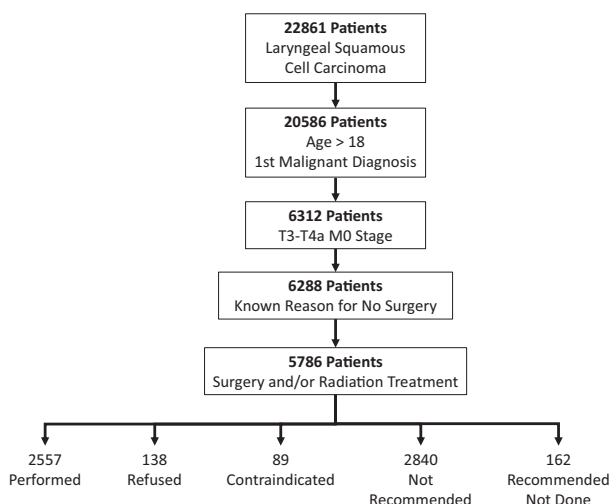 22861 Patients
Laryngeal Squamous
Cell Carcinoma
20586 Patients
Age > 18
1st Malignant Diagnosis
6312 Patients
T3-T4a M0 Stage
6288 Patients
Known Reason for No Surgery
5786 Patients
Surgery and/or Radiation Treatment
2557
Performed
138
Refused
89
Contraindicated
2840
Not
Recommended
162
Recommended
Not Done